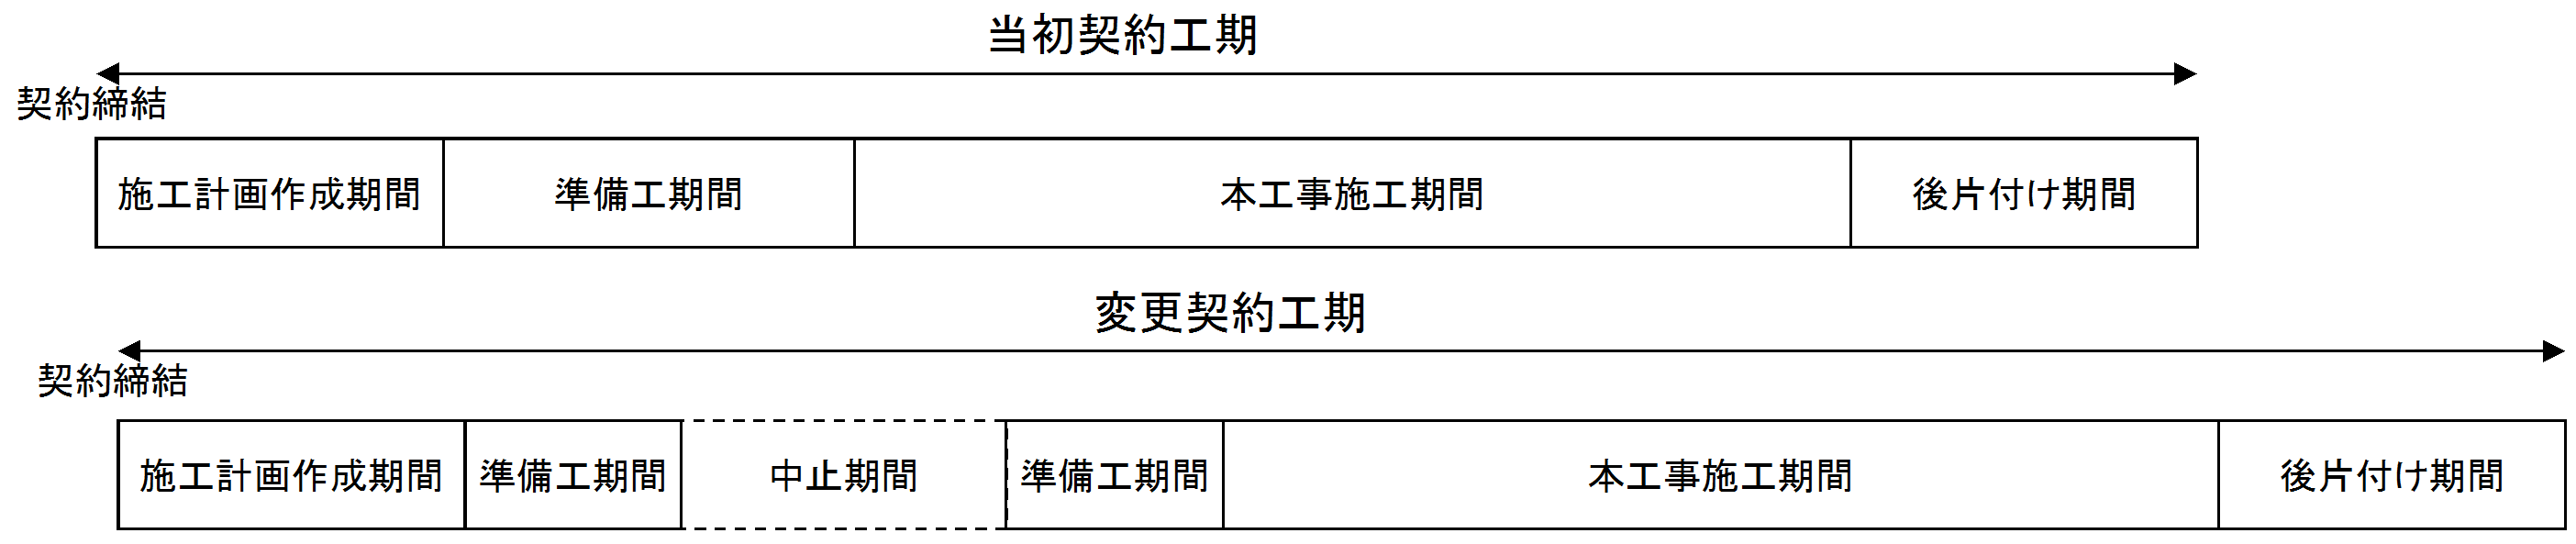 当初契約工期
契約締結
施工計画作成期間 準備工期間 本工事施工期間 後片付け期間
変更契約工期
契約締結
施工計画作成期間 準備工期間 中止期間 準備工期間 本工事施工期間 後片付け期間